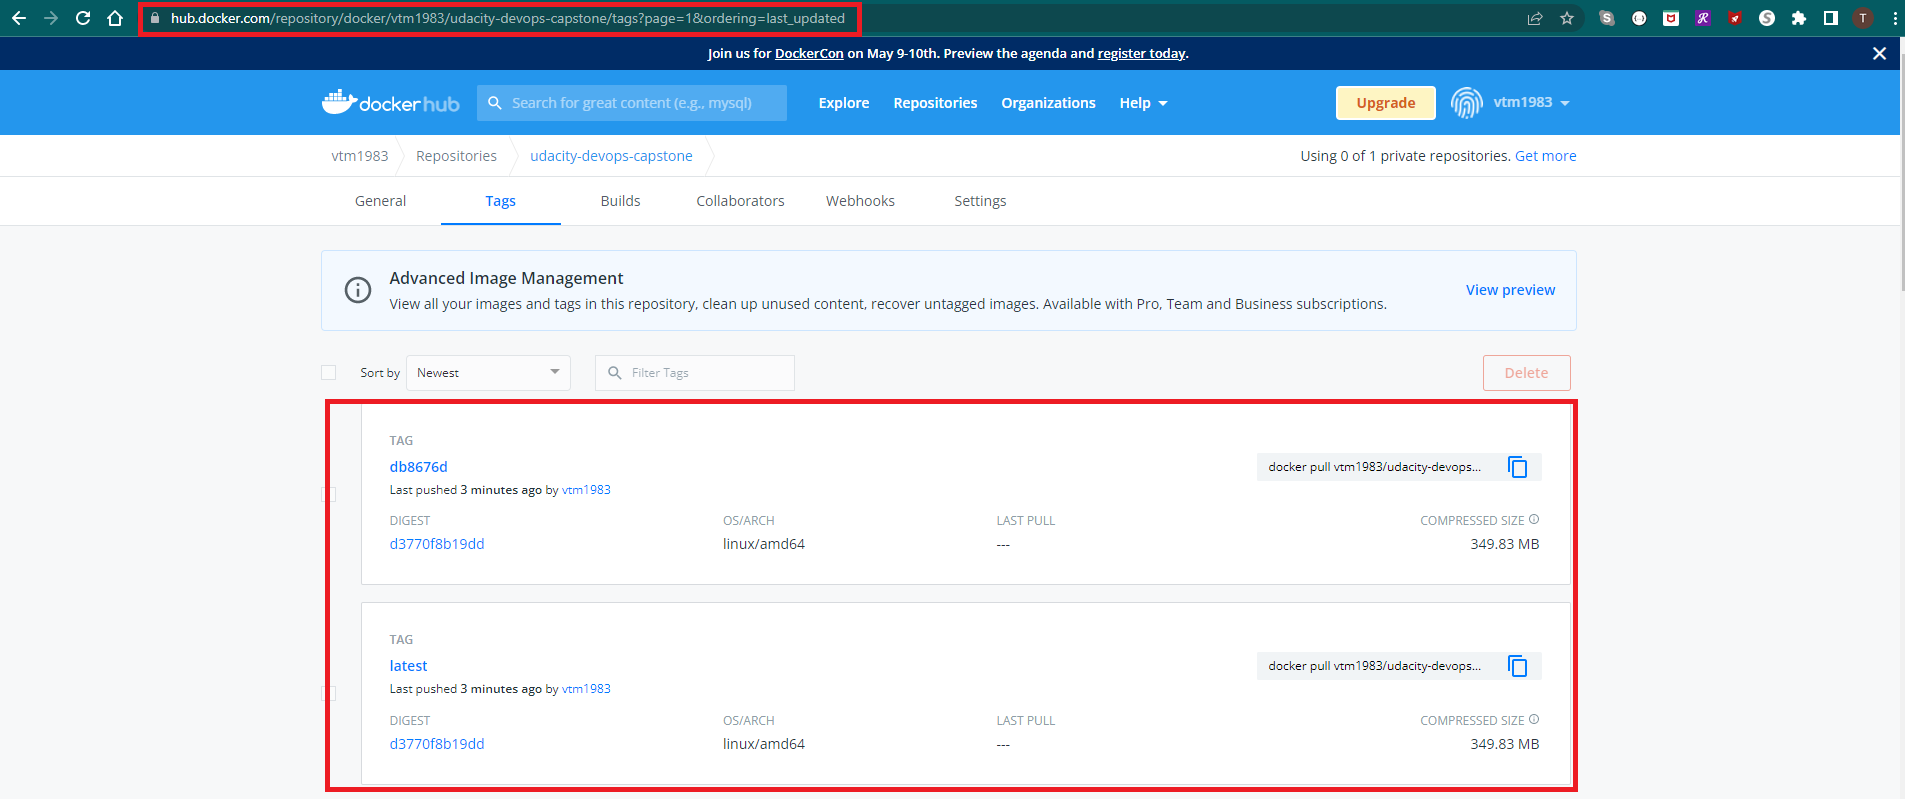 hub.docker.com/repository/docker/vtm1983/udacity-devops-capstone/tags?page=1&ordering=last_updated
T
Join us for DockerCon on May 9-10th. Preview the agenda and register today.
dockerhub
Search for great content (e.g., mysql)
Explore
Repositories
Organizations
Help
Upgrade
vtm1983
vtm1983
Repositories
udacity-devops-capstone
Using 0 of 1 private repositories. Get more
General
Tags
Builds
Collaborators
Webhooks
Settings
Advanced Image Management
View all your images and tags in this repository, clean up unused content, recover untagged images. Available with Pro, Team and Business subscriptions.
View preview
Sort by
Newest
Filter Tags
Delete
TAG
db8676d
docker pull vtm1983/udacity-devops...
Last pushed 3 minutes ago by vtm1983
DIGEST
OS/ARCH
LAST PULL
COMPRESSED SIZE
d3770f8b19dd
linux/amd64
---
349.83 MB
TAG
latest
docker pull vtm1983/udacity-devops...
Last pushed 3 minutes ago by vtm1983
DIGEST
OS/ARCH
LAST PULL
COMPRESSED SIZE
d3770f8b19dd
linux/amd64
---
349.83 MB